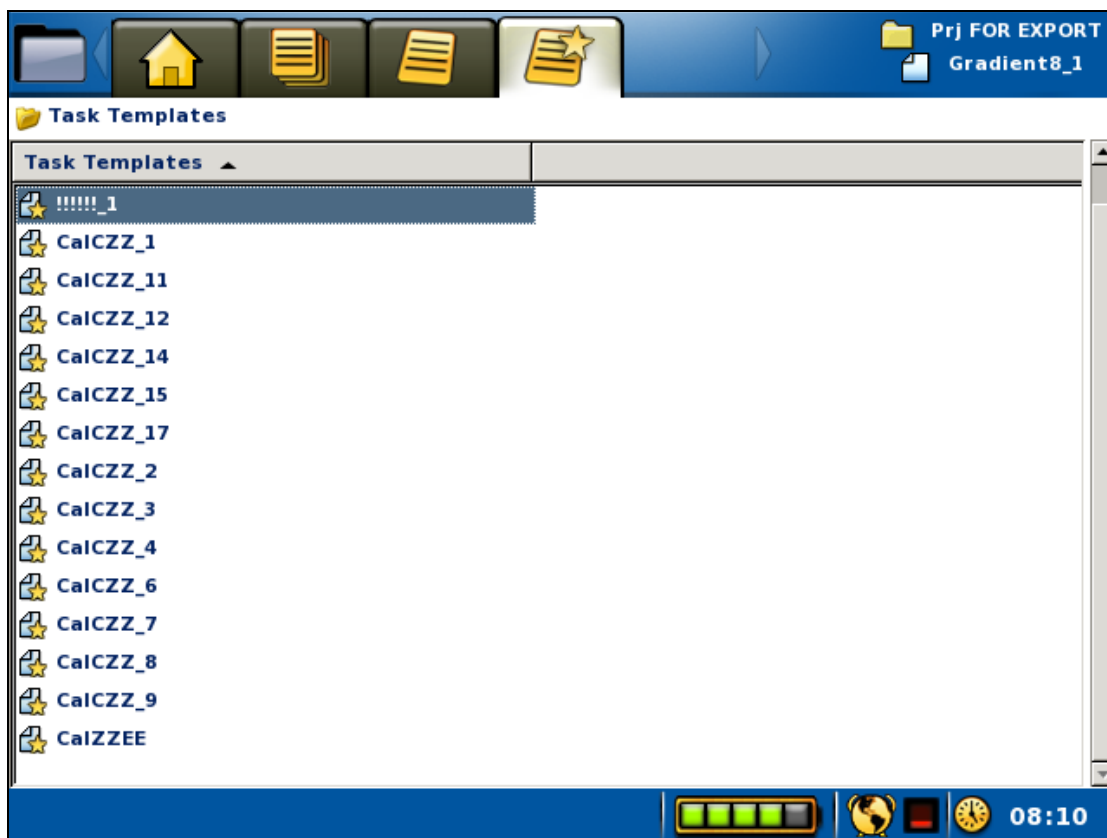 Prj FOR EXPORT
Gradient8_1
Task Templates
Task Templates
!!!!!!_1
CalCZZ_1
CalCZZ_11
CalCZZ_12
CalCZZ_14
CalCZZ_15
CalCZZ_17
CalCZZ_2
CalCZZ_3
CalCZZ_4
CalCZZ_6
CalCZZ_7
CalCZZ_8
CalCZZ_9
CalZZEE
08:10